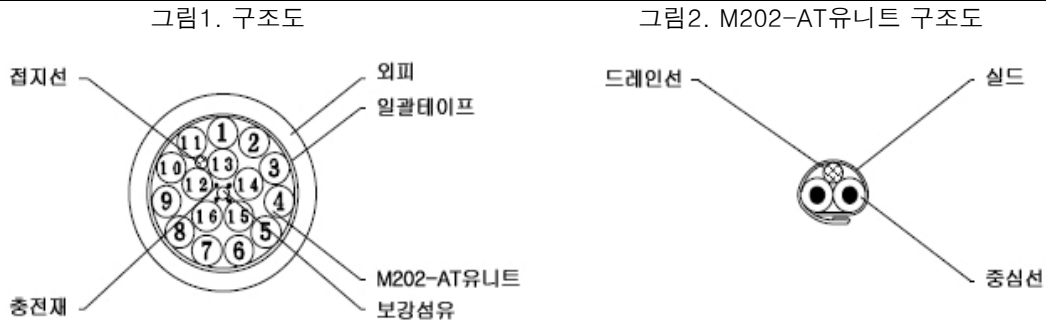 그림1. 구조도
그림2. M202-AT유니트 구조도
접지선
외피
일괄테이프
11 1 2
10 13 3
12 14
9 4
16 15
8 5
7 6
M202-AT유니트
충전재
보강섬유
드레인선
실드
중심선